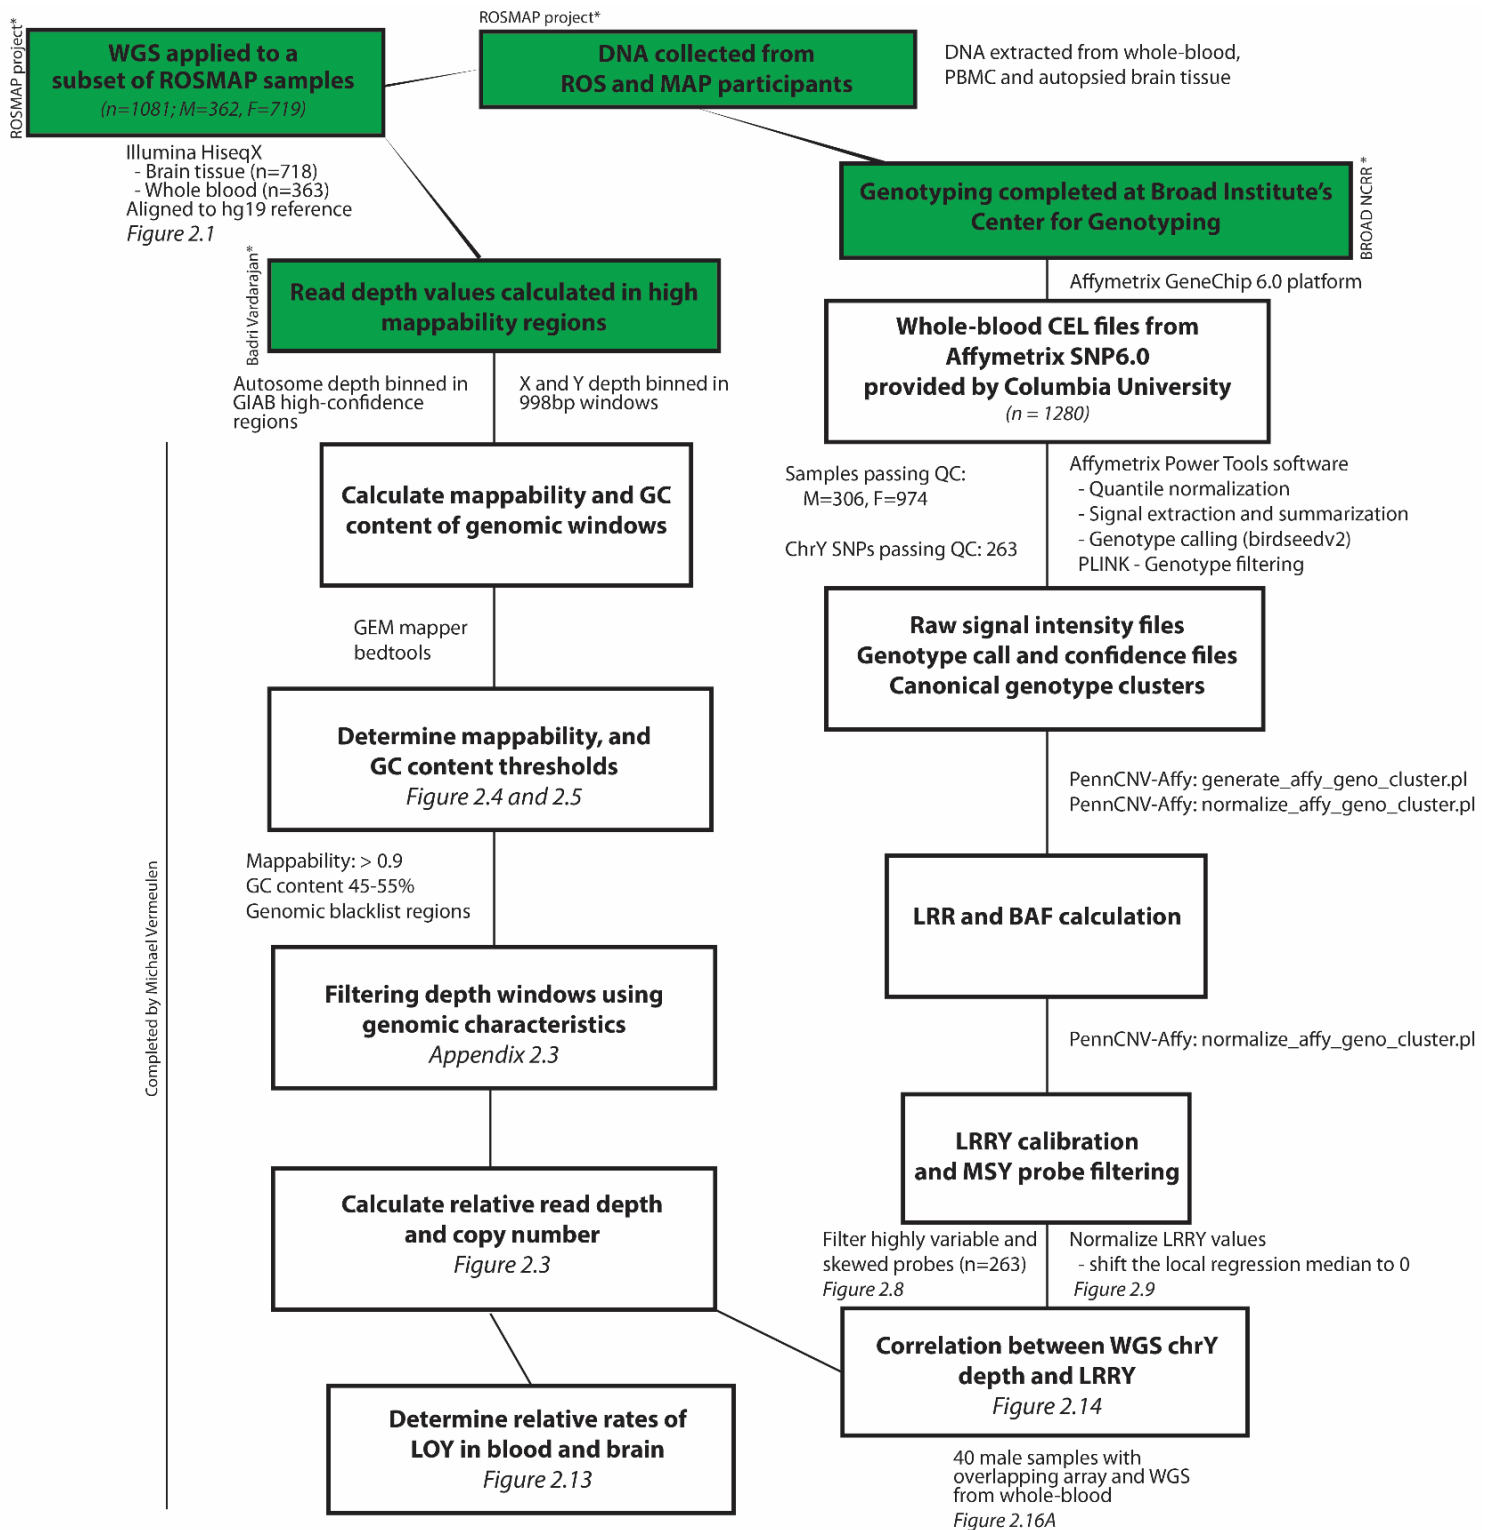 ROSMAP project*
WGS applied to a
subset of ROSMAP samples
(n=1081; M=362, F=719)
ROSMAP project*
DNA collected from
ROS and MAP participants
DNA extracted from whole-blood,
PBMC and autopsied brain tissue
Illumina HiseqX
- Brain tissue (n=718)
- Whole blood (n=363)
Aligned to hg19 reference
Figure 2.1
Genotyping completed at Broad Institute's
Center for Genotyping
BROAD NCRR *
Badri Vardarajan*
Read depth values calculated in high
mappability regions
Affymetrix GeneChip 6.0 platform
Whole-blood CEL files from
Affymetrix SNP6.0
provided by Columbia University
(n = 1280)
Autosome depth binned in
GIAB high-confidence
regions
X and Y depth binned in
998bp windows
Completed by Michael Vermeulen
Calculate mappability and GC
content of genomic windows
Samples passing QC:
M=306, F=974
ChrY SNPs passing QC: 263
Affymetrix Power Tools software
- Quantile normalization
- Signal extraction and summarization
- Genotype calling (birdseedv2)
PLINK - Genotype filtering
GEM mapper
bedtools
Raw signal intensity files
Genotype call and confidence files
Canonical genotype clusters
Determine mappability, and
GC content thresholds
Figure 2.4 and 2.5
PennCNV-Affy: generate_affy_geno_cluster.pl
PennCNV-Affy: normalize_affy_geno_cluster.pl
Mappability: > 0.9
GC content 45-55%
Genomic blacklist regions
LRR and BAF calculation
Filtering depth windows using
genomic characteristics
Appendix 2.3
PennCNV-Affy: normalize_affy_geno_cluster.pl
LRRY calibration
and MSY probe filtering
Calculate relative read depth
and copy number
Figure 2.3
Filter highly variable and
skewed probes (n=263)
Figure 2.8
Normalize LRRY values
- shift the local regression median to 0
Figure 2.9
Correlation between WGS chrY
depth and LRRY
Figure 2.14
Determine relative rates of
LOY in blood and brain
Figure 2.13
40 male samples with
overlapping array and WGS
from whole-blood
Figure 2.16A